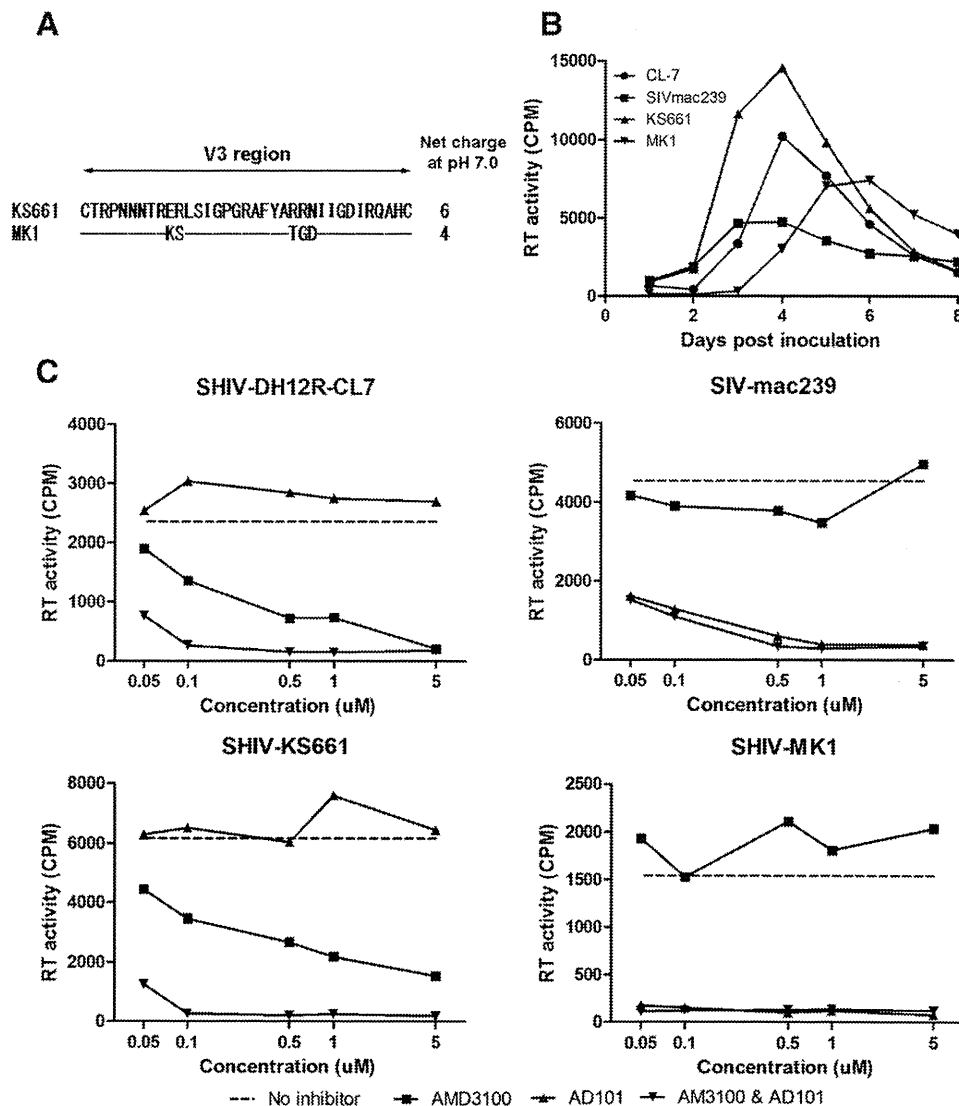 A
V3 region
Net charge
at pH 7.0
KS661 CTRPNNNTRERLSIGPGRAFYARRNIIGDIRQAHC 6
MK1 KS TGD 4
B
RT activity (CPM)
15000
10000
5000
0
CL-7
SIVmac239
KS661
MK1
0 2 4 6 8
Days post inoculation
C
SHIV-DH12R-CL7
RT activity (CPM)
4000
3000
2000
1000
0
0.05 0.1 0.5 1 5
Concentration (uM)
SIV-mac239
RT activity (CPM)
6000
4000
2000
0
0.05 0.1 0.5 1 5
Concentration (uM)
SHIV-KS661
RT activity (CPM)
8000
6000
4000
2000
0
0.05 0.1 0.5 1 5
Concentration (uM)
SHIV-MK1
RT activity (CPM)
2500
2000
1500
1000
500
0
0.05 0.1 0.5 1 5
Concentration (uM)
No inhibitor AMD3100 AD101 AM3100 & AD101